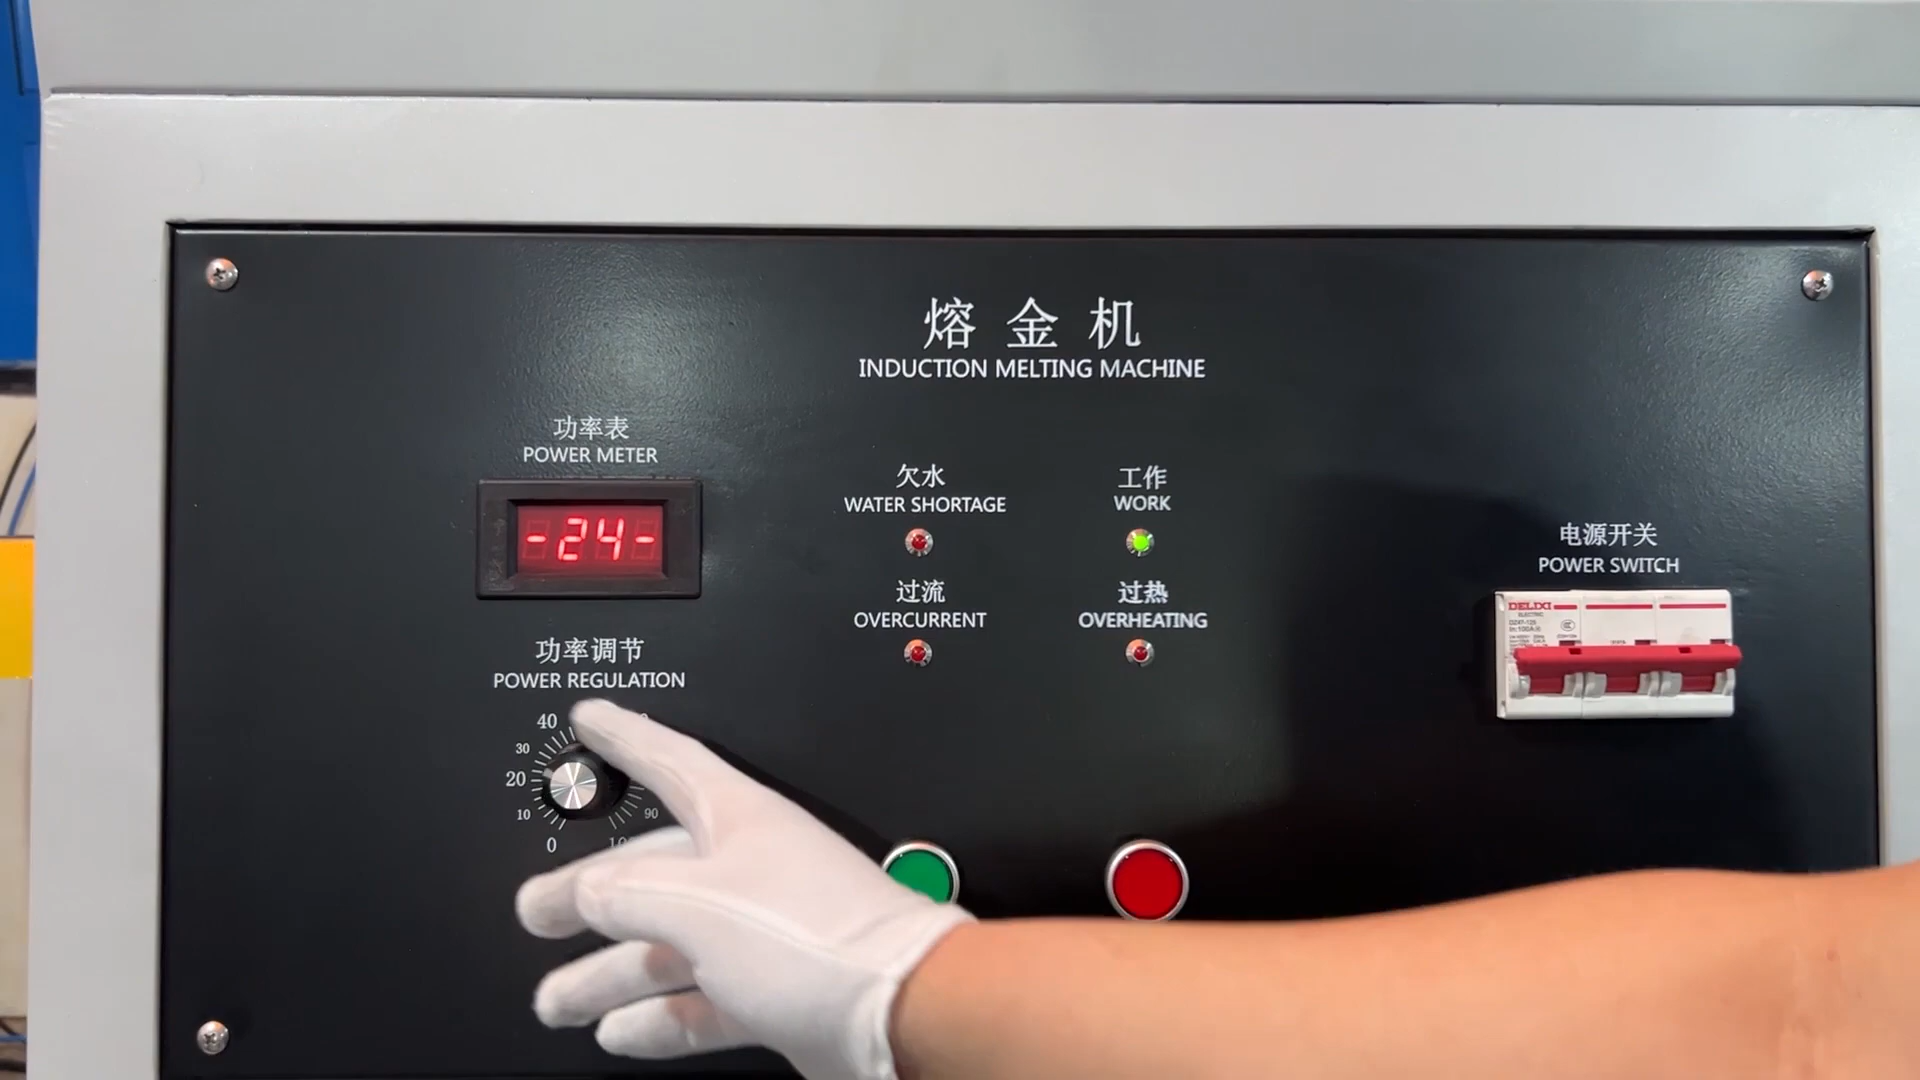 熔金机
INDUCTION MELTING MACHINE
功率表
POWER METER
-24-
功率调节
POWER REGULATION
40
30
20
10
0
90
欠水
WATER SHORTAGE
工作
WORK
过流
OVERCURRENT
过热
OVERHEATING
电源开关
POWER SWITCH
DELIXI
ELECTRIC